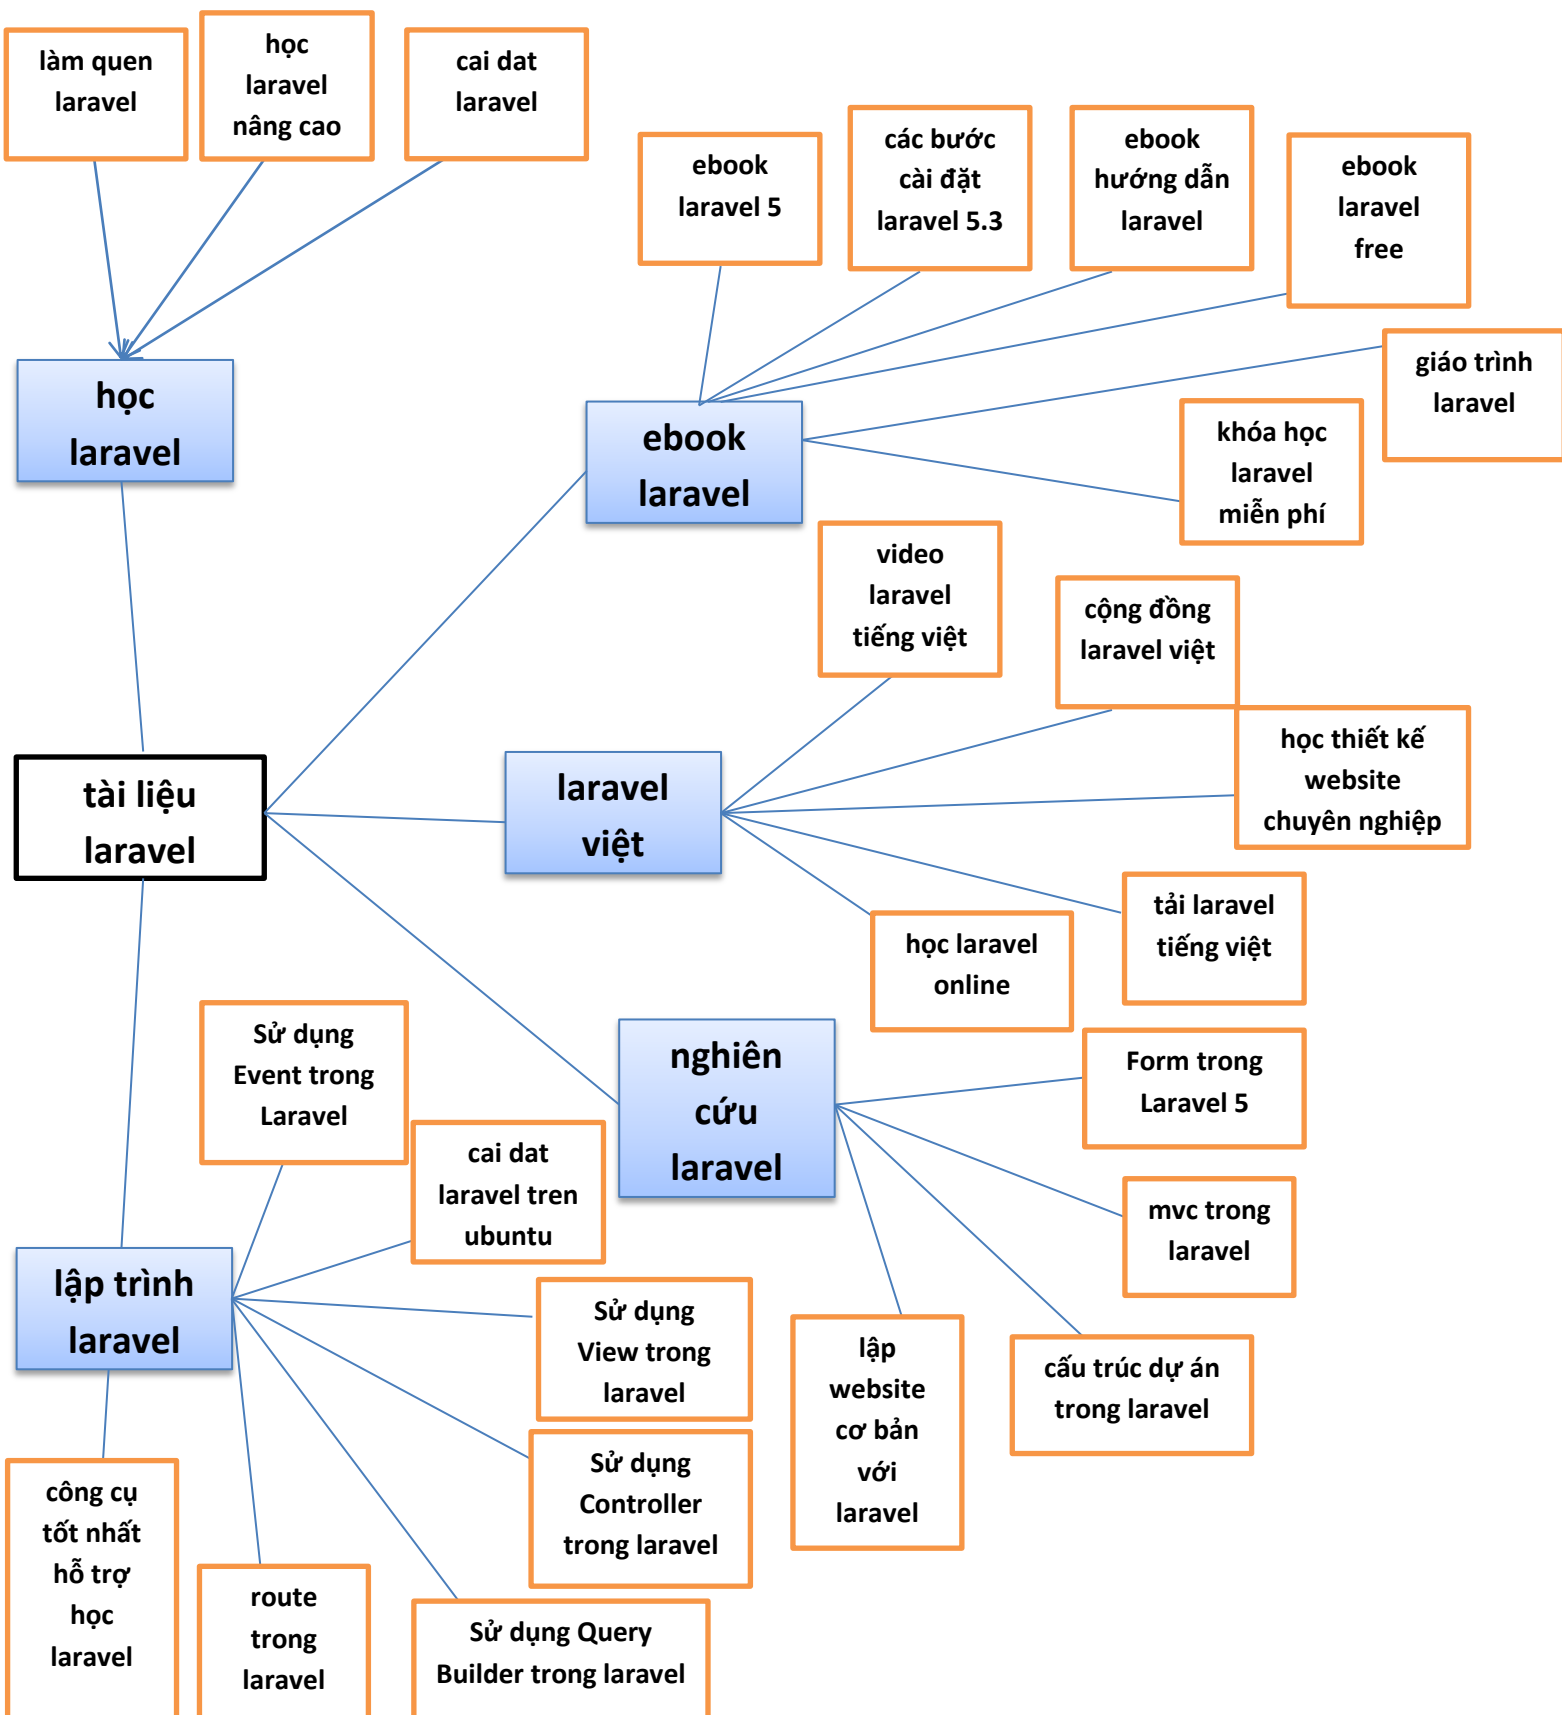 làm quen
laravel
học
laravel
nâng cao
cai dat
laravel
ebook
laravel 5
các bước
cài đặt
laravel 5.3
ebook
hướng dẫn
laravel
ebook
laravel
free
giáo trình
laravel
học
laravel
ebook
laravel
khóa học
laravel
miễn phí
video
laravel
tiếng việt
cộng đồng
laravel việt
học thiết kế
website
chuyên nghiệp
tài liệu
laravel
laravel
việt
tải laravel
tiếng việt
học laravel
online
Sử dụng
Event trong
Laravel
nghiên
cứu
laravel
Form trong
Laravel 5
cai dat
laravel tren
ubuntu
mvc trong
laravel
lập trình
laravel
Sử dụng
View trong
laravel
lập
website
cơ bản
với
laravel
cấu trúc dự án
trong laravel
Sử dụng
Controller
trong laravel
công cụ
tốt nhất
hỗ trợ
học
laravel
route
trong
laravel
Sử dụng Query
Builder trong laravel